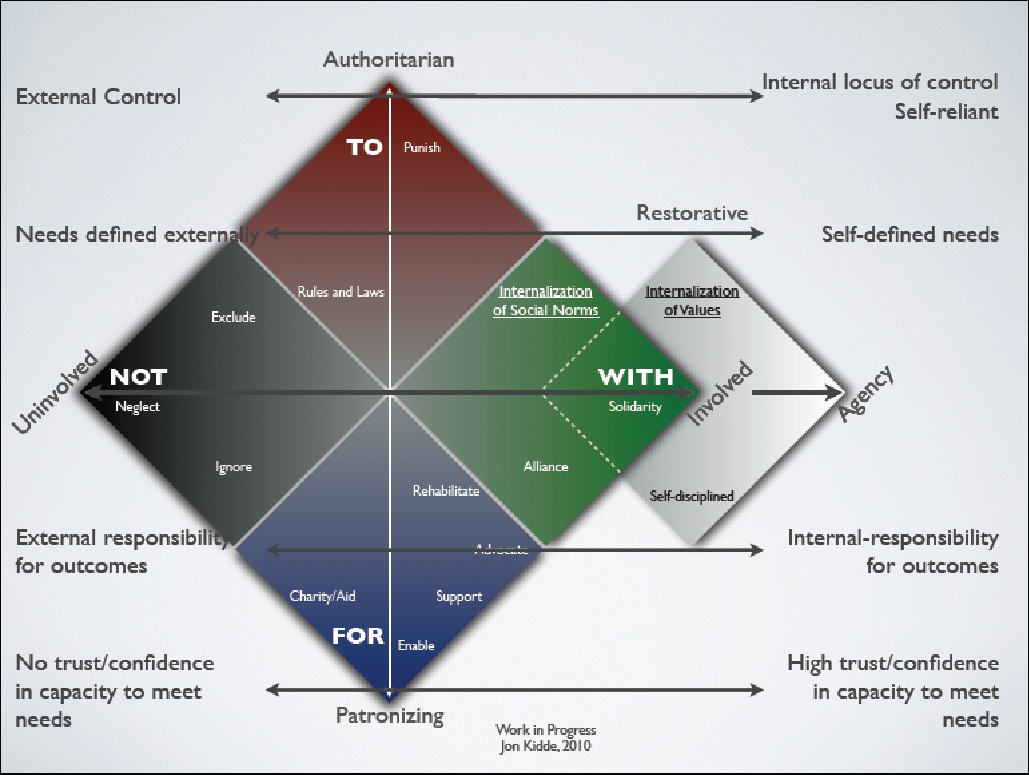 Authoritarian
External Control
Internal locus of control
Self-reliant
TO
Punish
Restorative
Needs defined externally
Self-defined needs
Rules and Laws
Internalization
of Social Norms
Internalization
of Values
Exclude
Uninvolved
NOT
WITH
Involved
Agency
Neglect
Solidarity
Ignore
Alliance
Rehabilitate
Self-disciplined
External responsibility
for outcomes
Advocate
Internal-responsibility
for outcomes
Charity/Aid
Support
FOR
Enable
No trust/confidence
in capacity to meet
needs
High trust/confidence
in capacity to meet
needs
Patronizing
Work in Progress
Jon Kidde, 2010